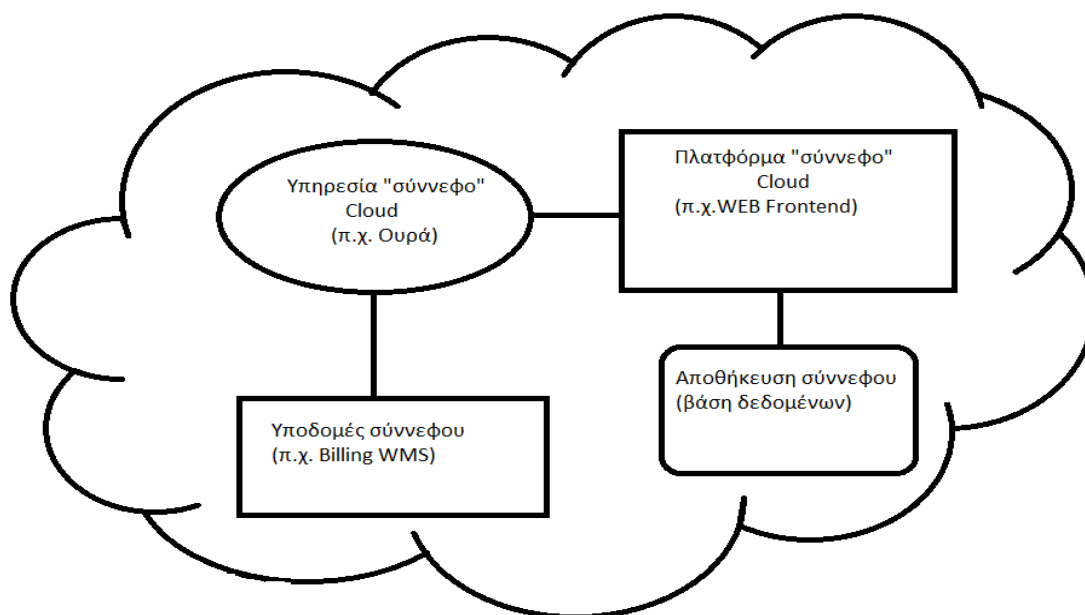 Υπηρεσία "σύννεφο"
Cloud
(π.χ. Ουρά)
Πλατφόρμα "σύννεφο"
Cloud
(π.χ.WEB Frontend)
Υποδομές σύννεφου
(π.χ. Billing WMS)
Αποθήκευση σύννεφου
(βάση δεδομένων)